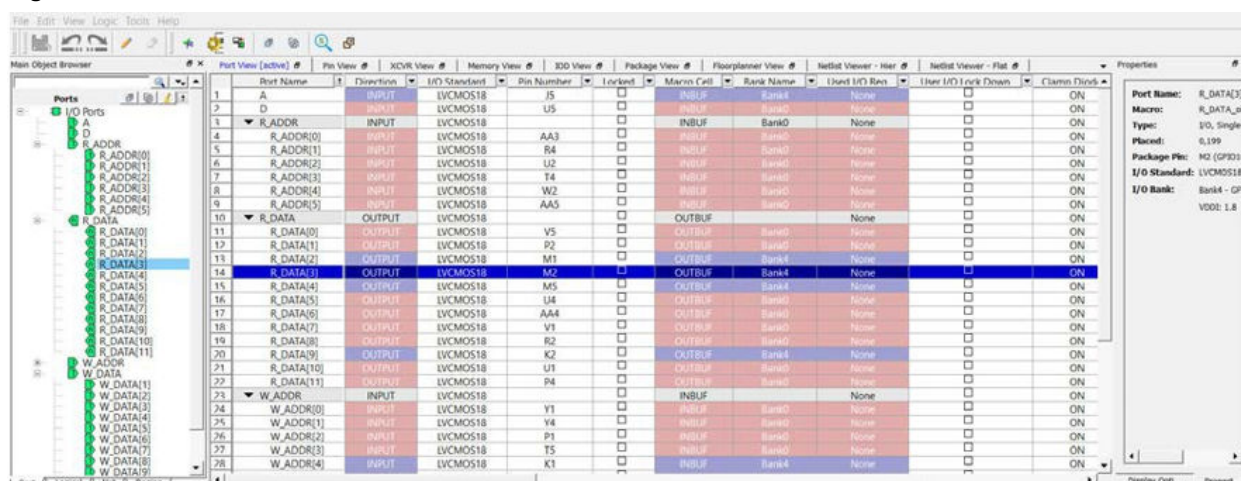 File Edit View Logic Tools Help
Main Object Browser
Port View [active] Pin View XCVR View Memory View IOD View Package View Floorplanner View Netlist Viewer - Hier Netlist Viewer - Flat
Properties
Ports
I/O Ports
A
D
R_ADDR
R_ADDR[0]
R_ADDR[1]
R_ADDR[2]
R_ADDR[3]
R_ADDR[4]
R_ADDR[5]
R_DATA
R_DATA[0]
R_DATA[1]
R_DATA[2]
R_DATA[3]
R_DATA[4]
R_DATA[5]
R_DATA[6]
R_DATA[7]
R_DATA[8]
R_DATA[9]
R_DATA[10]
R_DATA[11]
W_ADDR
W_DATA
W_DATA[1]
W_DATA[2]
W_DATA[3]
W_DATA[4]
W_DATA[5]
W_DATA[6]
W_DATA[7]
W_DATA[8]
W_DATA[9]
Port Name Direction I/O Standard Pin Number Locked Macro Cell Bank Name Used I/O Reg User I/O Lock Down Clamp Diode
1 A INPUT LVCMOS18 J5 INBUF Bank4 None ON
2 D INPUT LVCMOS18 U5 INBUF Bank0 None ON
3 R_ADDR INPUT LVCMOS18 INBUF Bank0 None ON
4 R_ADDR[0] INPUT LVCMOS18 AA3 INBUF Bank0 None ON
5 R_ADDR[1] INPUT LVCMOS18 R4 INBUF Bank0 None ON
6 R_ADDR[2] INPUT LVCMOS18 U2 INBUF Bank0 None ON
7 R_ADDR[3] INPUT LVCMOS18 T4 INBUF Bank0 None ON
8 R_ADDR[4] INPUT LVCMOS18 W2 INBUF Bank0 None ON
9 R_ADDR[5] INPUT LVCMOS18 AA5 INBUF Bank0 None ON
10 R_DATA OUTPUT LVCMOS18 OUTBUF None ON
11 R_DATA[0] OUTPUT LVCMOS18 V5 OUTBUF Bank0 None ON
12 R_DATA[1] OUTPUT LVCMOS18 P2 OUTBUF Bank0 None ON
13 R_DATA[2] OUTPUT LVCMOS18 M1 OUTBUF Bank4 None ON
14 R_DATA[3] OUTPUT LVCMOS18 M2 OUTBUF Bank4 None ON
15 R_DATA[4] OUTPUT LVCMOS18 M5 OUTBUF Bank4 None ON
16 R_DATA[5] OUTPUT LVCMOS18 U4 OUTBUF Bank0 None ON
17 R_DATA[6] OUTPUT LVCMOS18 AA4 OUTBUF Bank0 None ON
18 R_DATA[7] OUTPUT LVCMOS18 V1 OUTBUF Bank0 None ON
19 R_DATA[8] OUTPUT LVCMOS18 R2 OUTBUF Bank0 None ON
20 R_DATA[9] OUTPUT LVCMOS18 K2 OUTBUF Bank4 None ON
21 R_DATA[10] OUTPUT LVCMOS18 U1 OUTBUF Bank0 None ON
22 R_DATA[11] OUTPUT LVCMOS18 P4 OUTBUF Bank0 None ON
23 W_ADDR INPUT LVCMOS18 INBUF None ON
24 W_ADDR[0] INPUT LVCMOS18 Y1 INBUF Bank0 None ON
25 W_ADDR[1] INPUT LVCMOS18 Y4 INBUF Bank0 None ON
26 W_ADDR[2] INPUT LVCMOS18 P1 INBUF Bank0 None ON
27 W_ADDR[3] INPUT LVCMOS18 T5 INBUF Bank0 None ON
28 W_ADDR[4] INPUT LVCMOS18 K1 INBUF Bank4 None ON
Port Name: R_DATA[3]
Macro: R_DATA_o
Type: I/O, Single
Placed: 0,199
Package Pin: M2 (GPIO1
I/O Standard: LVCMOS18
I/O Bank: Bank4 - GP
VDDI: 1.8